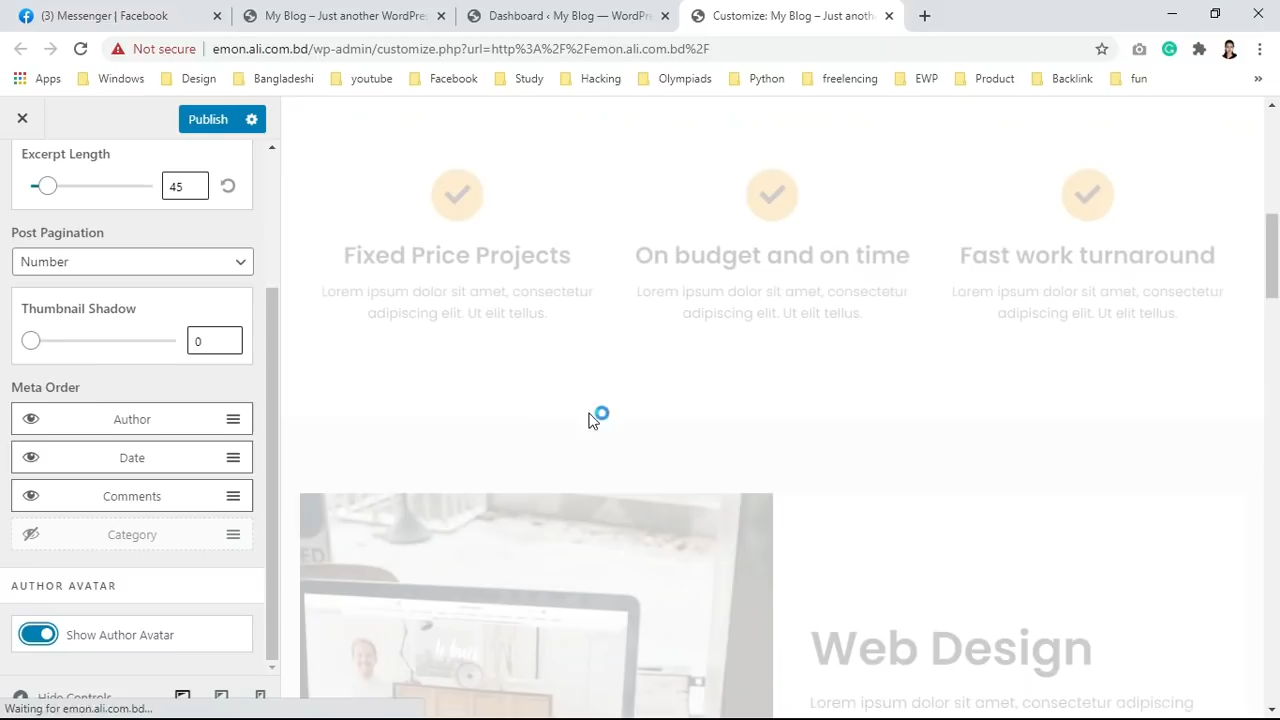 (3) Messenger | Facebook
My Blog – Just another WordPre
Dashboard ‹ My Blog — WordPre
Customize: My Blog – Just anoth
Not secure
emon.ali.com.bd/wp-admin/customize.php?url=http%3A%2F%2Femon.ali.com.bd%2F
Apps
Windows
Design
Bangladeshi
youtube
Facebook
Study
Hacking
Olympiads
Python
freelencing
EWP
Product
Backlink
fun
»
Publish
Excerpt Length
45
Post Pagination
Number
Thumbnail Shadow
0
Meta Order
Author
Date
Comments
Category
AUTHOR AVATAR
Show Author Avatar
Hide Controls
Waiting for emon.ali.com.bd...
Fixed Price Projects
Lorem ipsum dolor sit amet, consectetur
adipiscing elit. Ut elit tellus.
On budget and on time
Lorem ipsum dolor sit amet, consectetur
adipiscing elit. Ut elit tellus.
Fast work turnaround
Lorem ipsum dolor sit amet, consectetur
adipiscing elit. Ut elit tellus.
Web Design
Lorem ipsum dolor sit amet, consectetur adipiscing